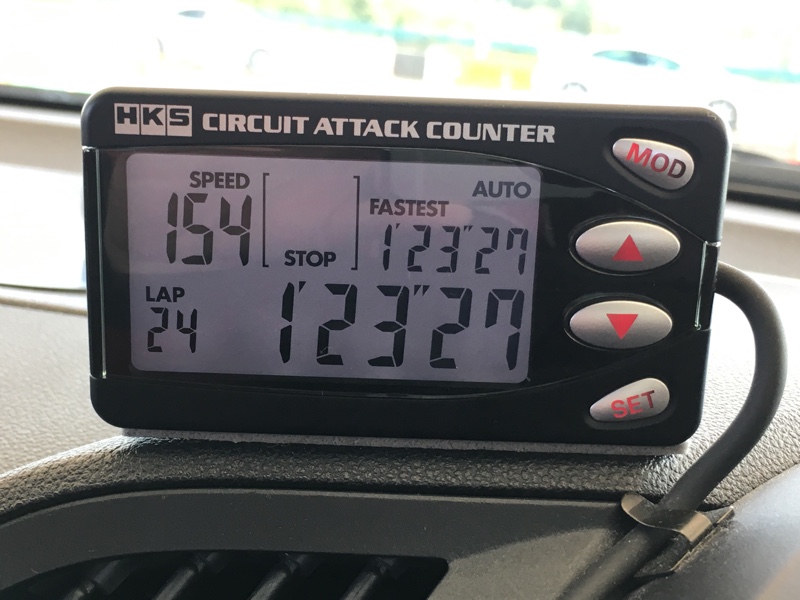 HKS CIRCUIT ATTACK COUNTER
MOD
SPEED
154
STOP
AUTO
FASTEST
1'23"27
LAP
24
1'23"27
▲
▼
SET